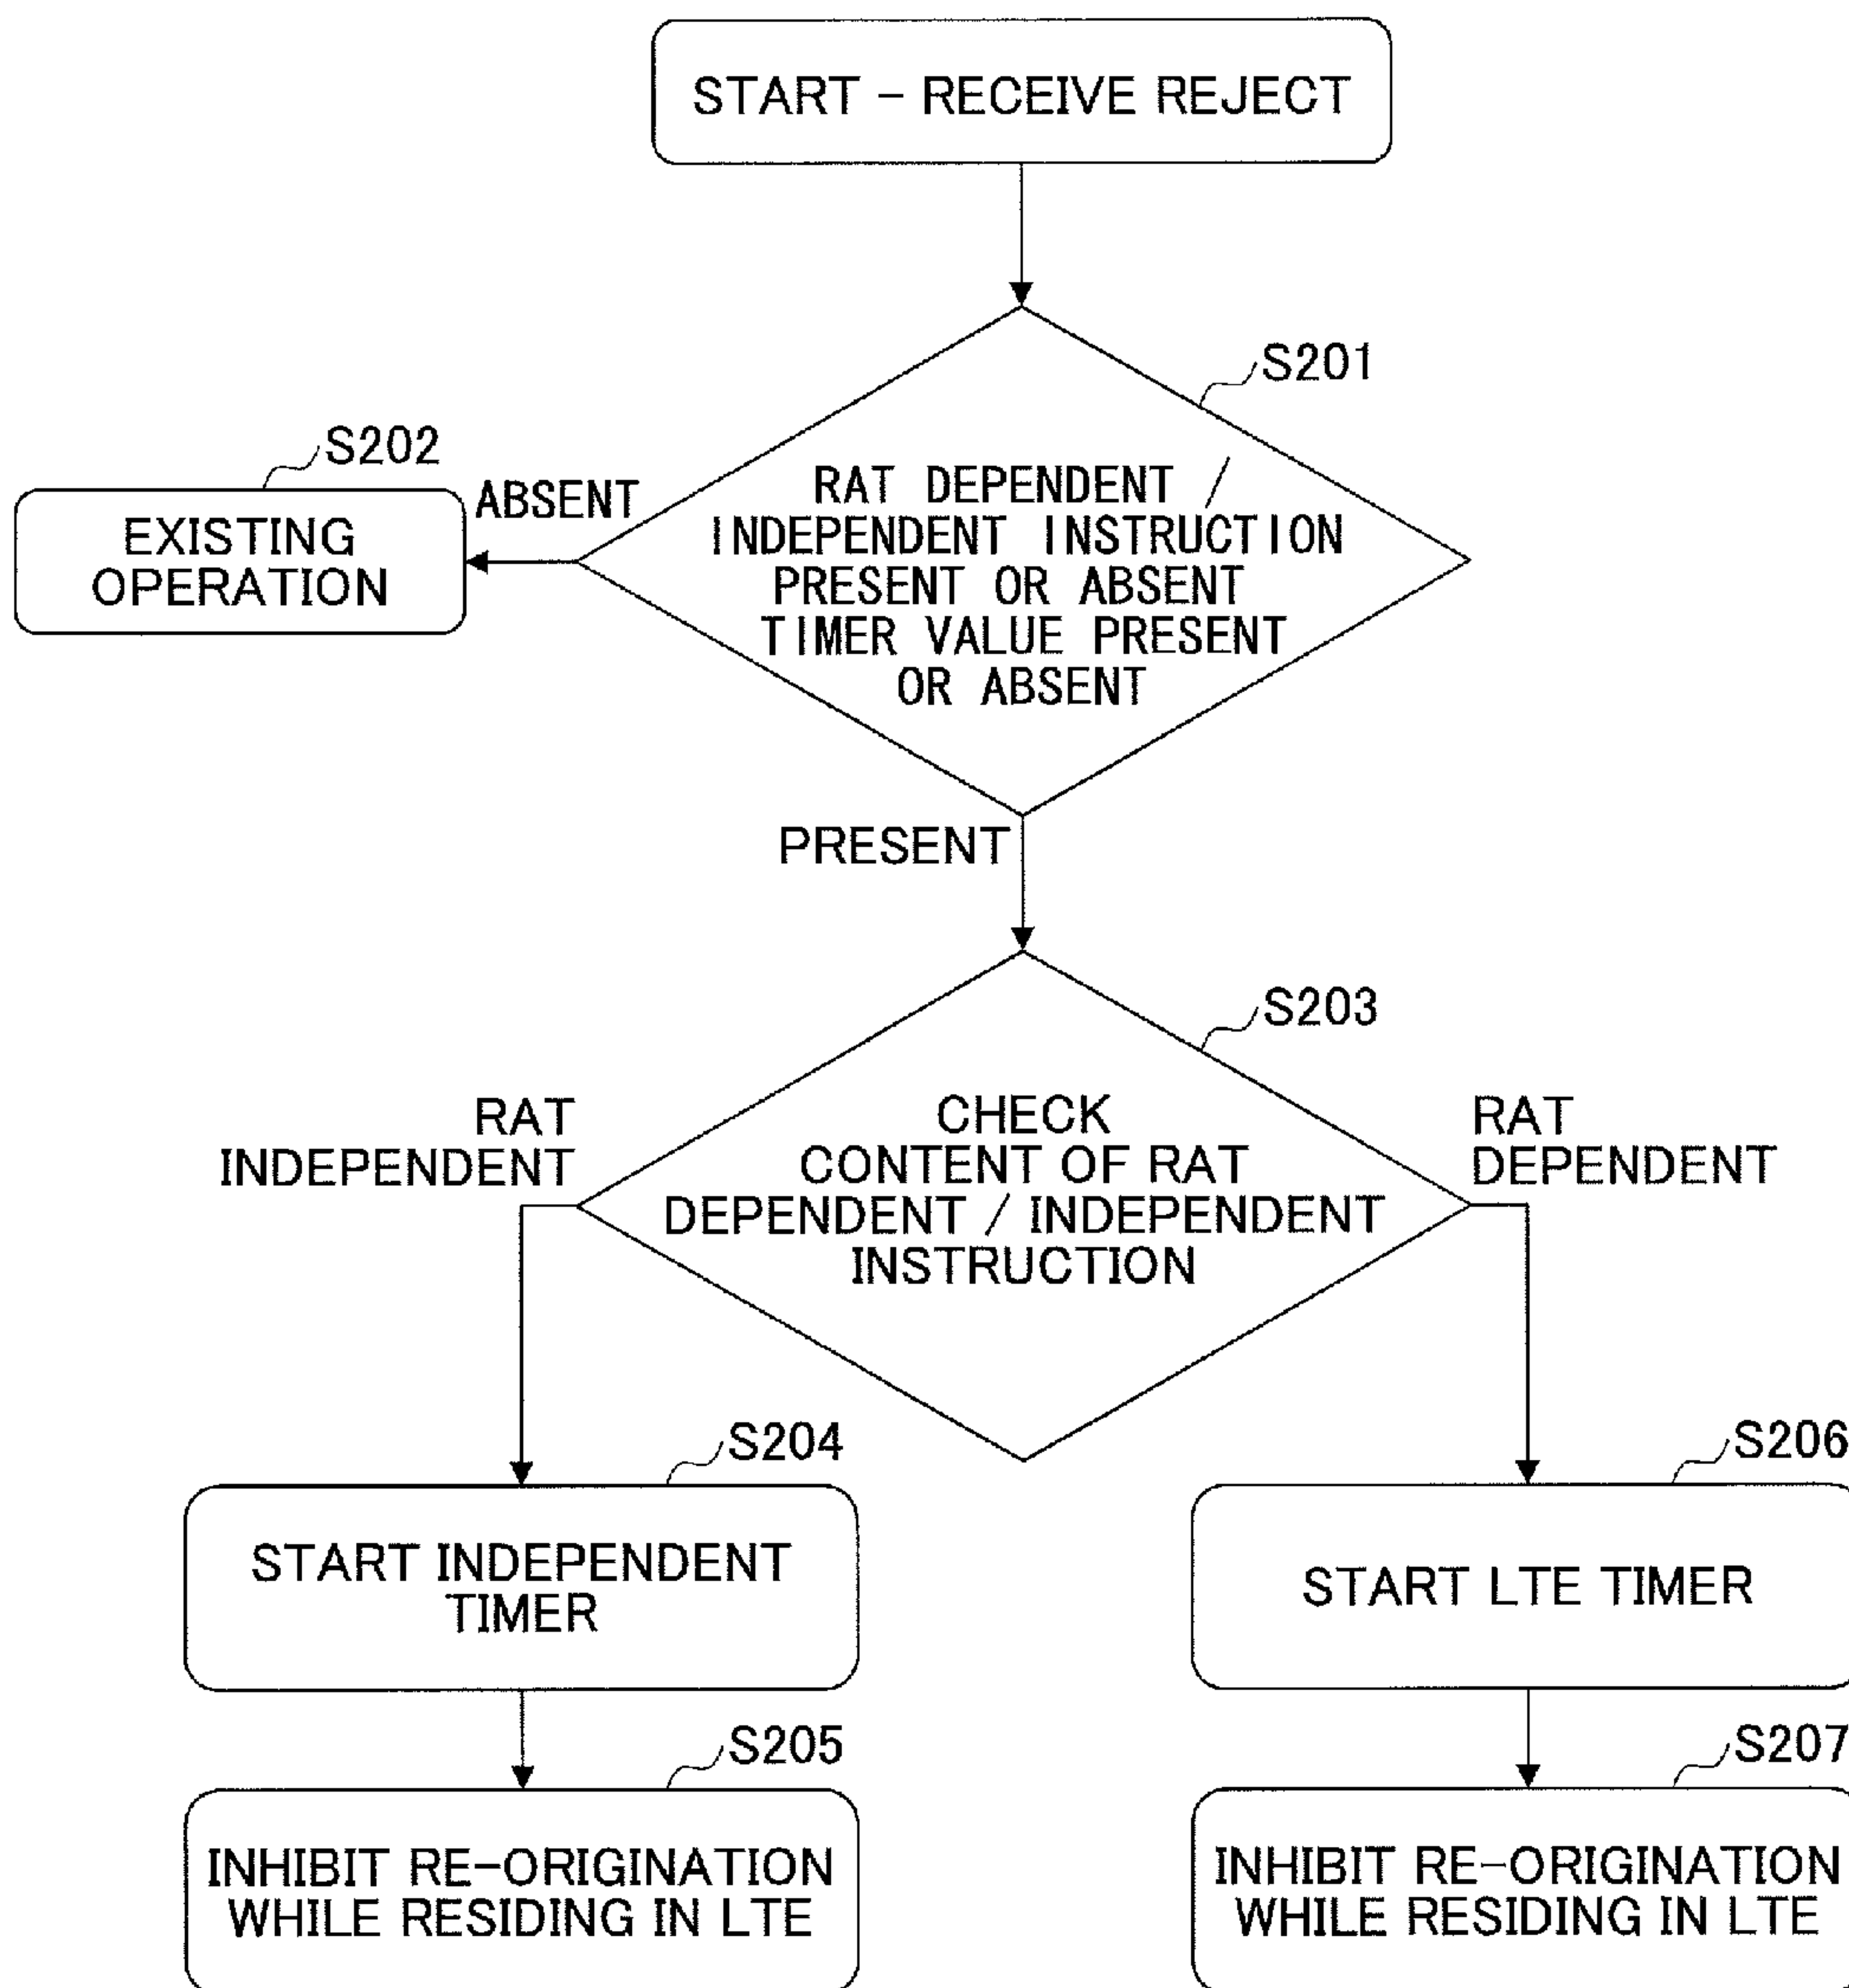 START – RECEIVE REJECT
S201
RAT DEPENDENT /
INDEPENDENT INSTRUCTION
PRESENT OR ABSENT
TIMER VALUE PRESENT
OR ABSENT
S202
ABSENT
EXISTING
OPERATION
PRESENT
S203
CHECK
CONTENT OF RAT
DEPENDENT / INDEPENDENT
INSTRUCTION
RAT
INDEPENDENT
RAT
DEPENDENT
S204
START INDEPENDENT
TIMER
S206
START LTE TIMER
S205
INHIBIT RE-ORIGINATION
WHILE RESIDING IN LTE
S207
INHIBIT RE-ORIGINATION
WHILE RESIDING IN LTE